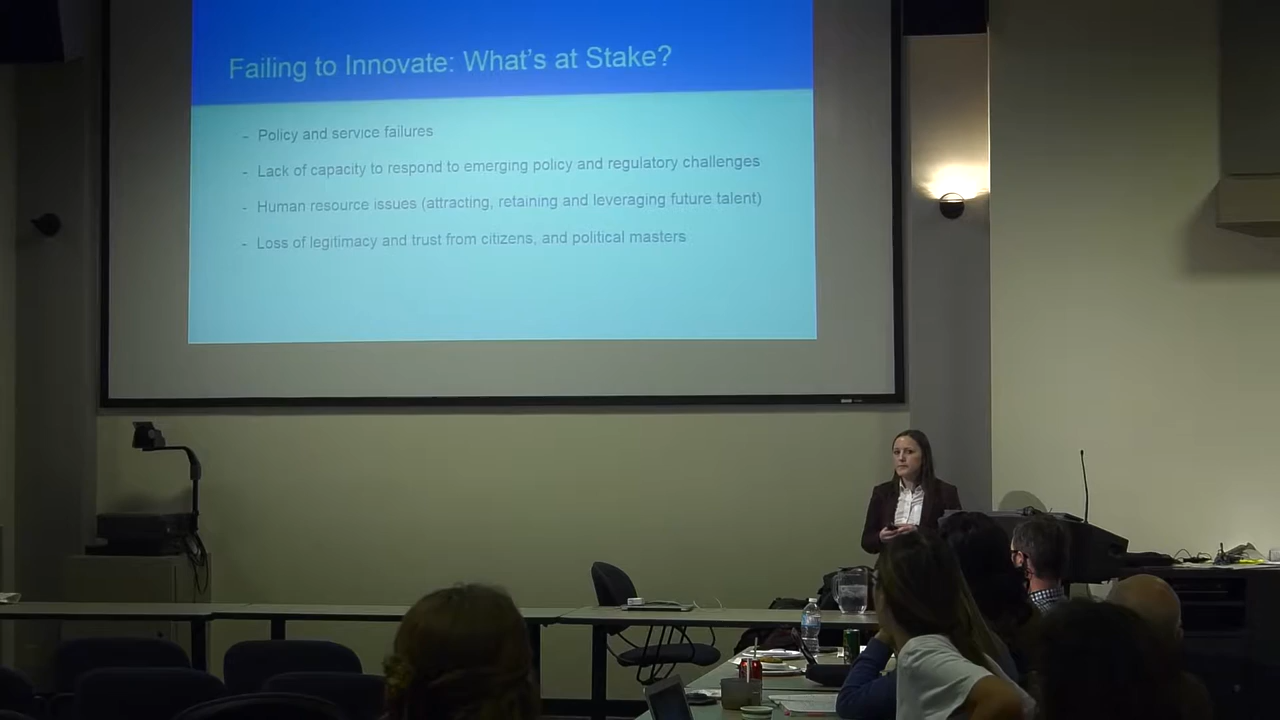 Failing to Innovate: What's at Stake?
- Policy and service failures
- Lack of capacity to respond to emerging policy and regulatory challenges
- Human resource issues (attracting, retaining and leveraging future talent)
- Loss of legitimacy and trust from citizens, and political masters